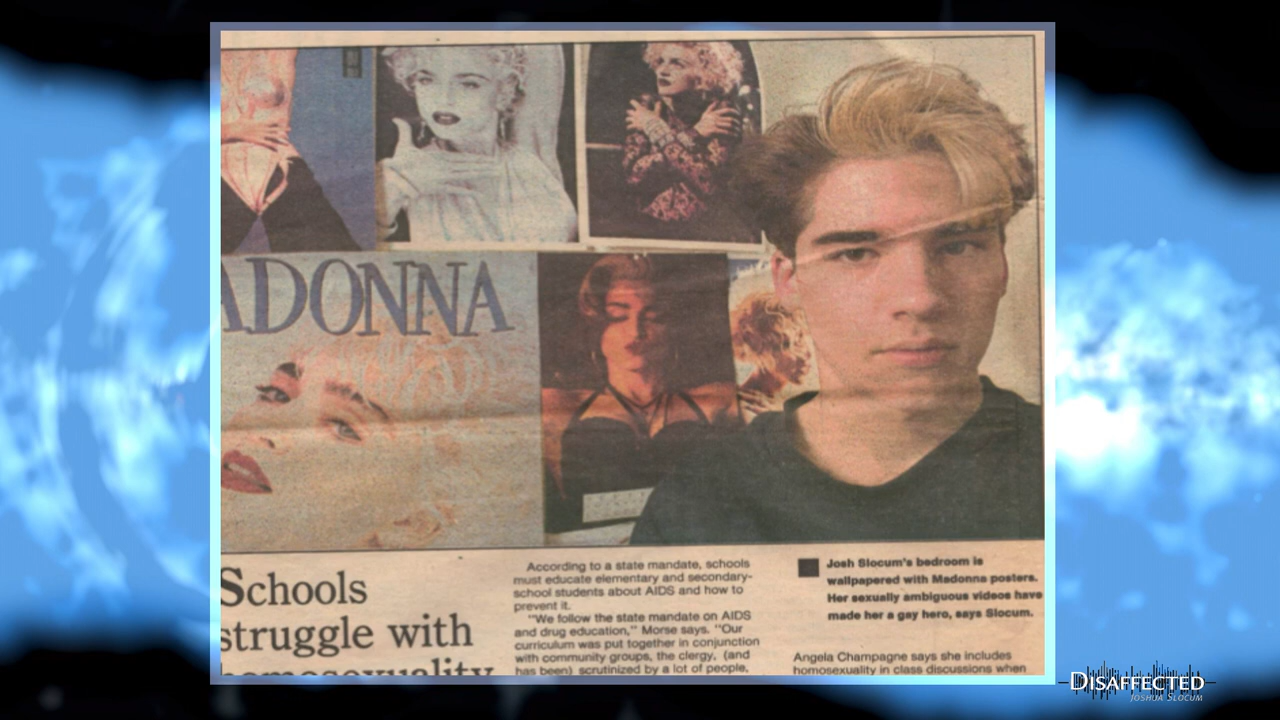 ADONNA
Schools
struggle with
homosexuality
According to a state mandate, schools
must educate elementary and secondary-
school students about AIDS and how to
prevent it.
"We follow the state mandate on AIDS
and drug education," Morse says. "Our
curriculum was put together in conjunction
with community groups, the clergy, (and
has been) scrutinized by a lot of people,
Josh Slocum's bedroom is
wallpapered with Madonna posters.
Her sexually ambiguous videos have
made her a gay hero, says Slocum.
Angela Champagne says she includes
homosexuality in class discussions when
DISAFFECTED
JOSHUA SLOCUM